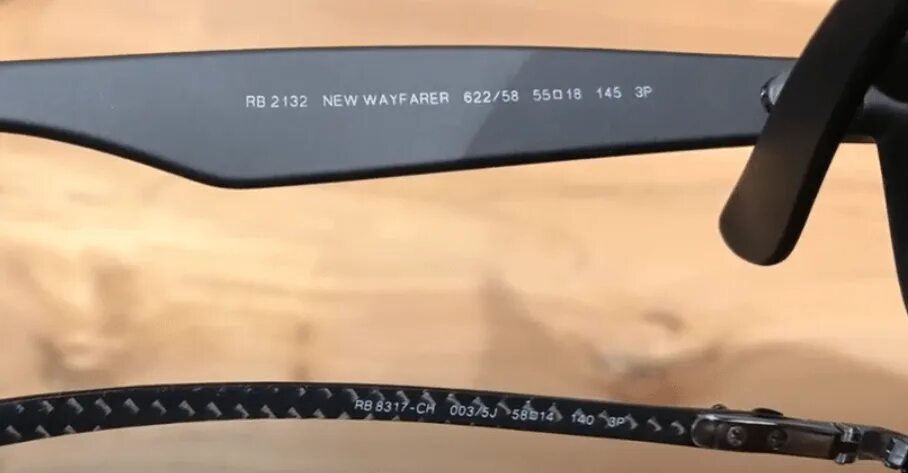 RB 2132 NEW WAYFARER 622/58 55□18 145 3P
RB 8317-CH 003/5J 58□14 140 3P